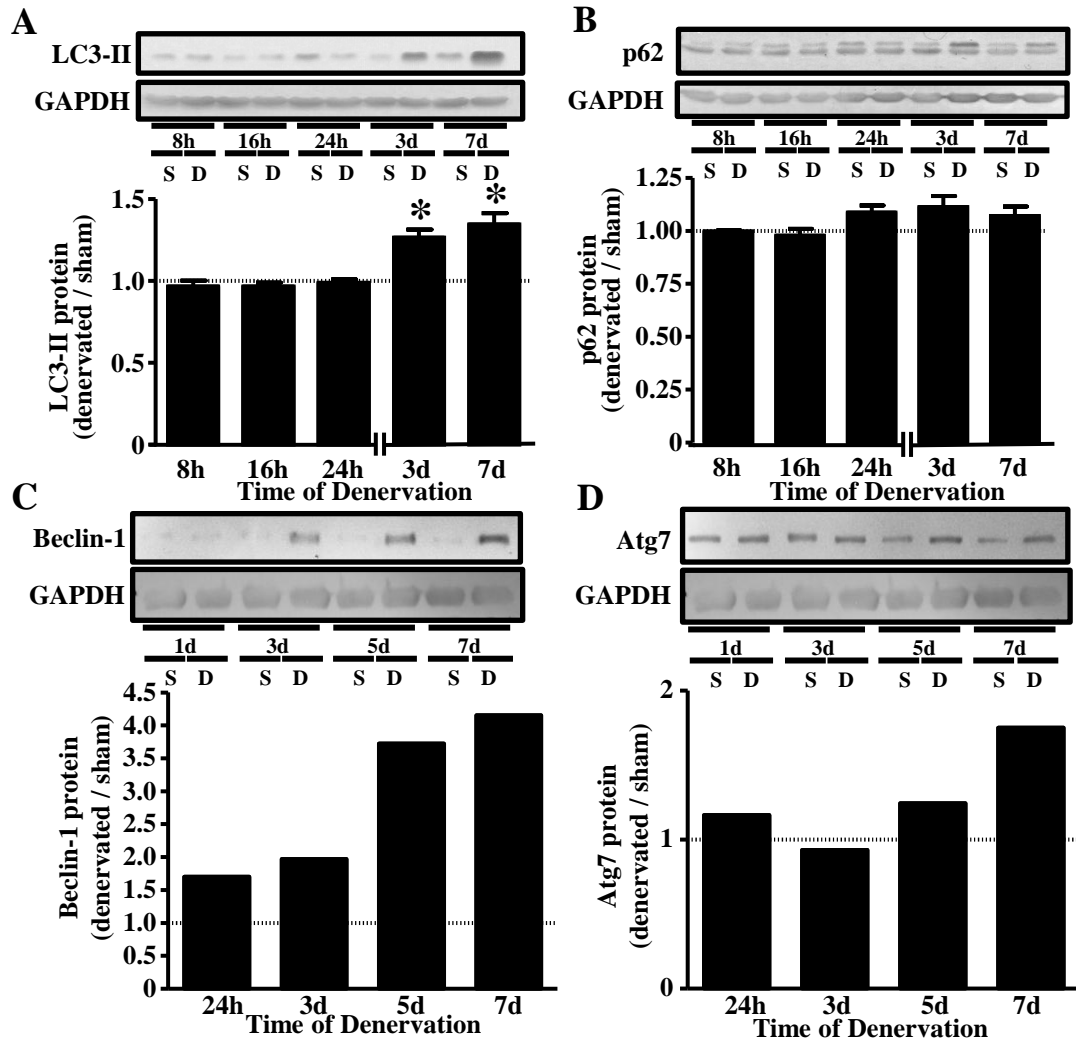 A
LC3-II
GAPDH
8h 16h 24h 3d 7d
S D S D S D S D S D
LC3-II protein
(denervated / sham)
1.5
*
*
1.0
0.5
0
8h 16h 24h 3d 7d
Time of Denervation
B
p62
GAPDH
8h 16h 24h 3d 7d
S D S D S D S D S D
p62 protein
(denervated / sham)
1.25
1.00
0.75
0.50
0.25
0.00
8h 16h 24h 3d 7d
Time of Denervation
C
Beclin-1
GAPDH
1d 3d 5d 7d
S D S D S D S D
Beclin-1 protein
(denervated / sham)
4.5
4.0
3.5
3.0
2.5
2.0
1.5
1.0
0.5
0
24h 3d 5d 7d
Time of Denervation
D
Atg7
GAPDH
1d 3d 5d 7d
S D S D S D S D
Atg7 protein
(denervated / sham)
2
1
0
24h 3d 5d 7d
Time of Denervation